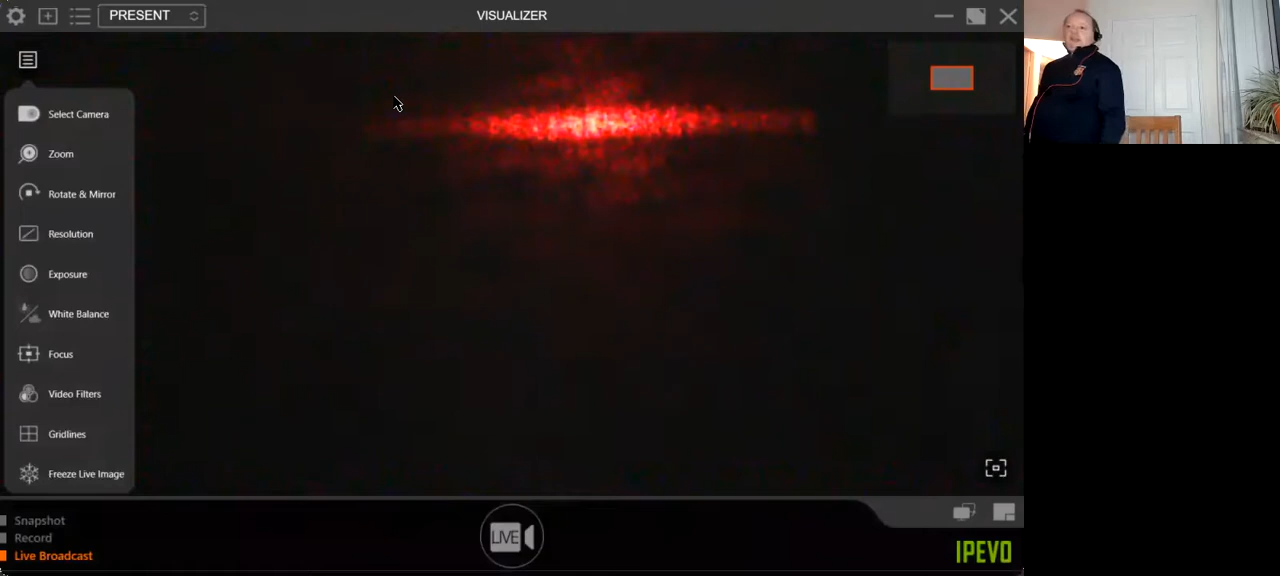 PRESENT
VISUALIZER
Select Camera
Zoom
Rotate & Mirror
Resolution
Exposure
White Balance
Focus
Video Filters
Gridlines
Freeze Live Image
Snapshot
Record
Live Broadcast
LIVE
IPEVO